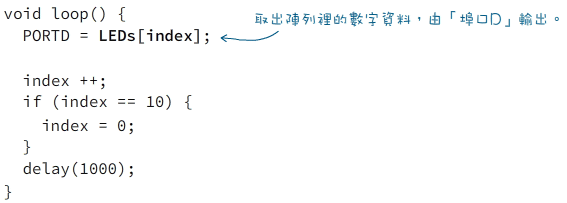 void loop() {
  PORTD = LEDs[index];
取出陣列裡的數字資料，由「埠口D」輸出。
  index ++;
  if (index == 10) {
    index = 0;
  }
  delay(1000);
}